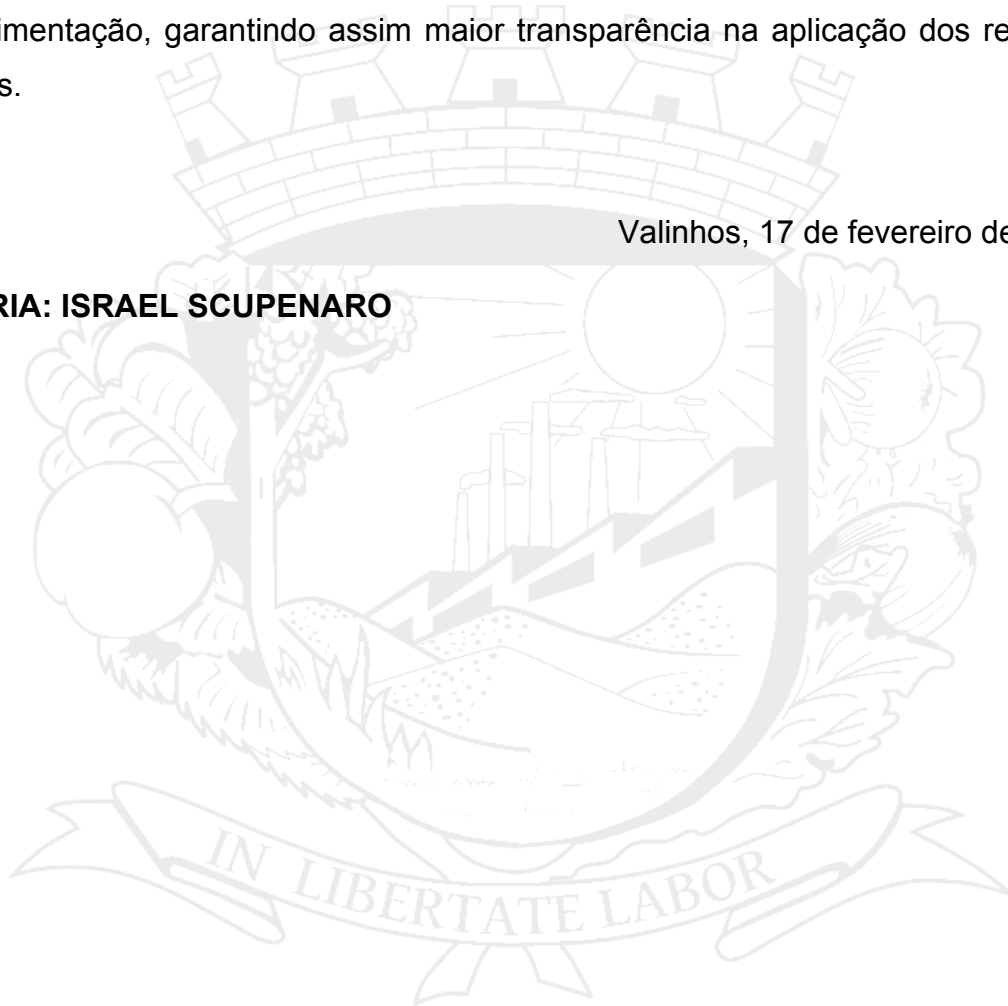 imentação, garantindo assim maior transparência na aplicação dos re
s.
Valinhos, 17 de fevereiro de
RIA: ISRAEL SCUPENARO
IN LIBERTATE LABOR